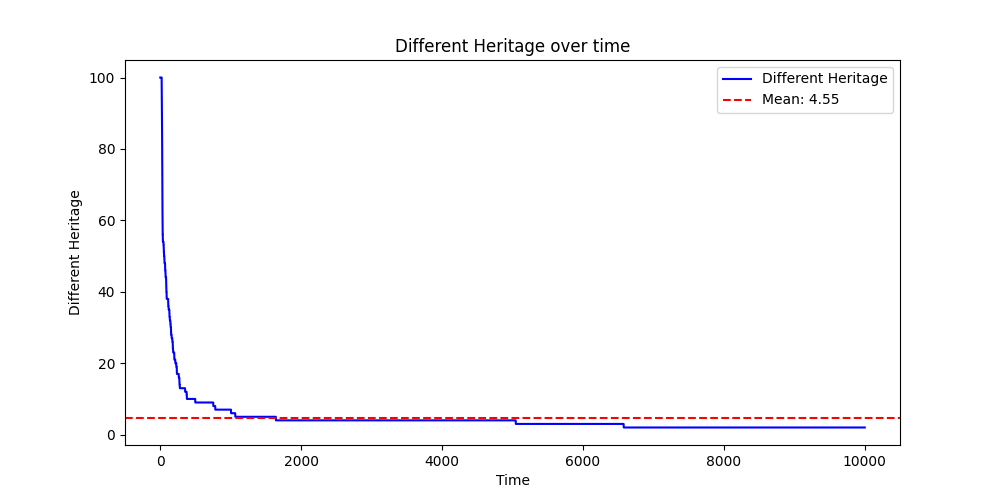 Different Heritage over time
Different Heritage
Mean: 4.55
100
80
60
40
20
0
Different Heritage
0 2000 4000 6000 8000 10000
Time